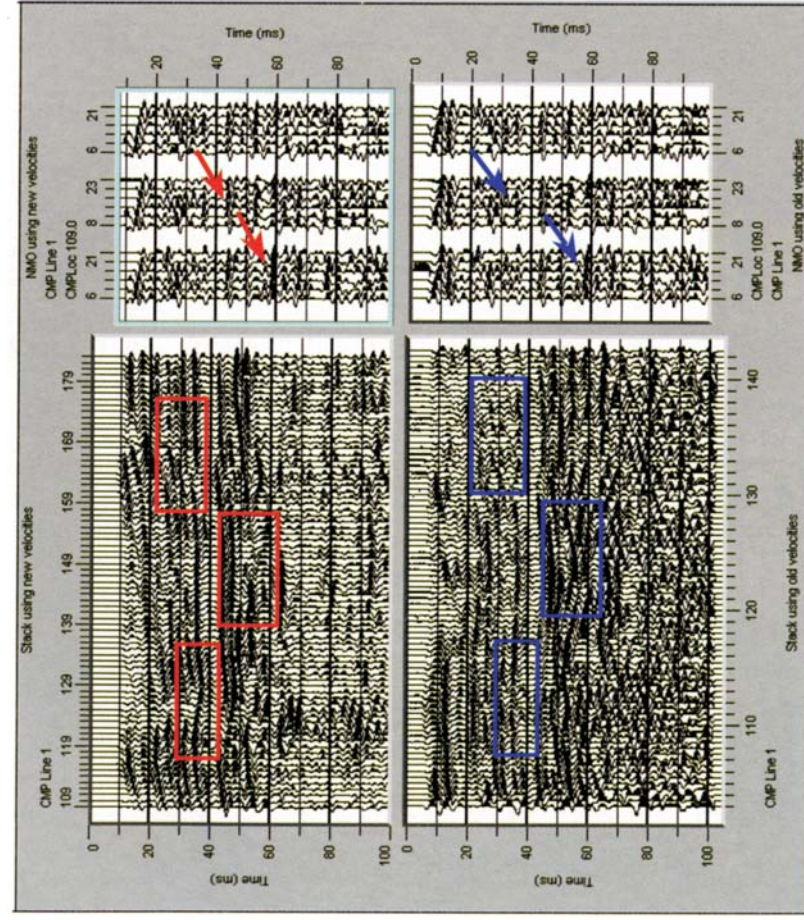 Stack using new velocities
CMP Line 1
109 119 129 139 149 159 169 179
Time (ms)
0
20
40
60
80
100
NMO using new velocities
CMP Line 1
CMPLoc 109.0
6 21 8 23 6 21
Time (ms)
20
40
60
80
Time (ms)
0
20
40
60
80
100
110 120 130 140
CMP Line 1
Stack using old velocities
Time (ms)
0
20
40
60
80
6 21 8 23 6 21
CMPLoc 109.0
CMP Line 1
NMO using old velocities